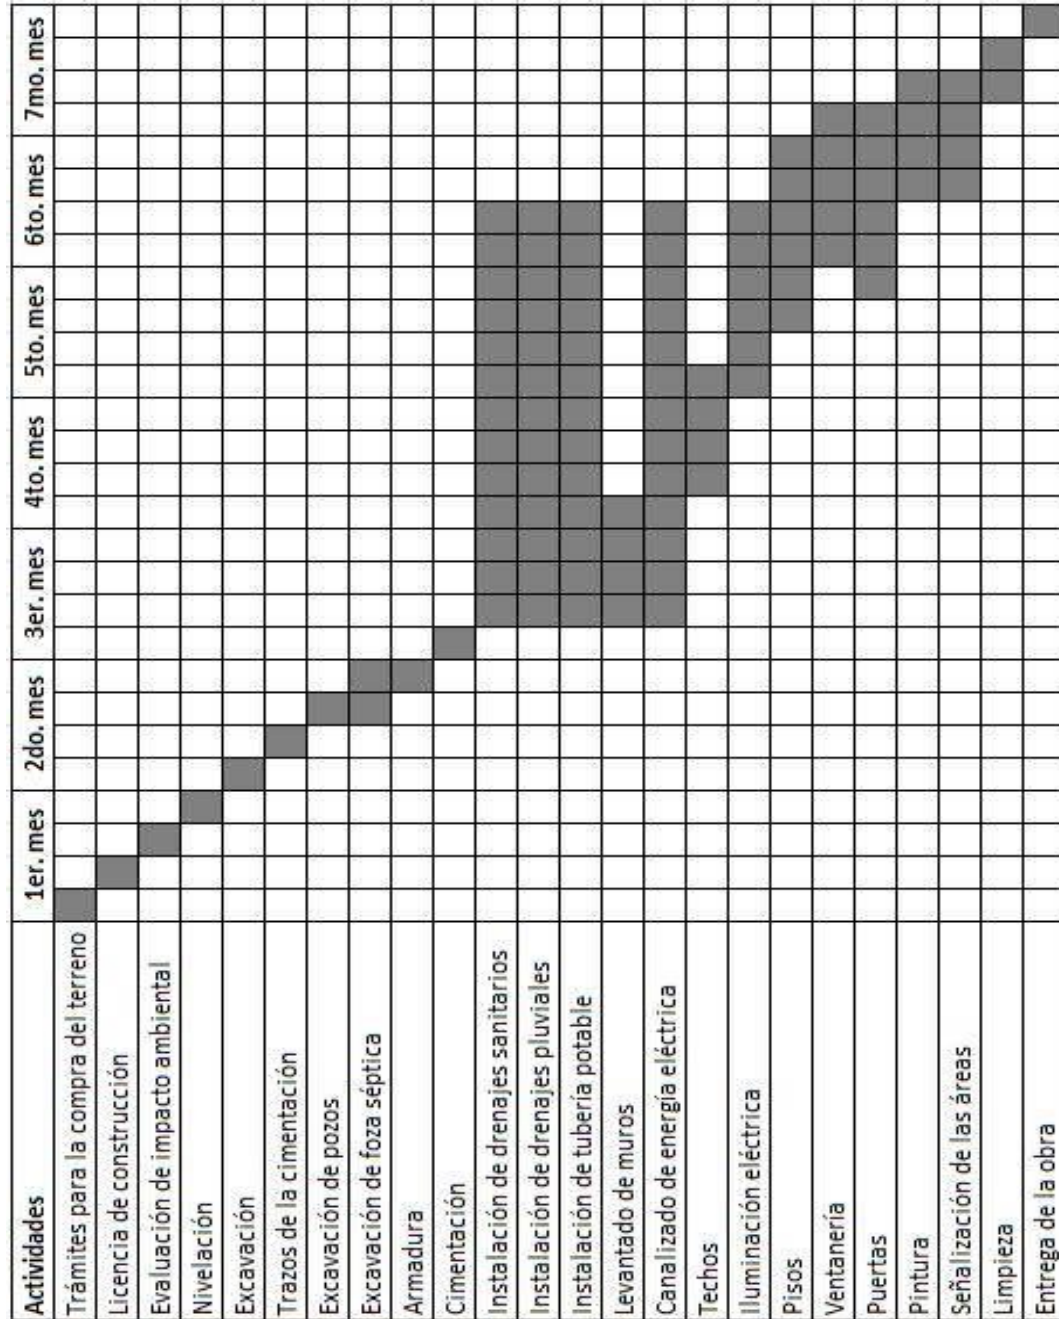 Actividades
1er. mes
2do. mes
3er. mes
4to. mes
5to. mes
6to. mes
7mo. mes
Trámites para la compra del terreno
Licencia de construcción
Evaluación de impacto ambiental
Nivelación
Excavación
Trazos de la cimentación
Excavación de pozos
Excavación de foza séptica
Armadura
Cimentación
Instalación de drenajes sanitarios
Instalación de drenajes pluviales
Instalación de tubería potable
Levantado de muros
Canalizado de energía eléctrica
Techos
Iluminación eléctrica
Pisos
Ventanería
Puertas
Pintura
Señalización de las áreas
Limpieza
Entrega de la obra